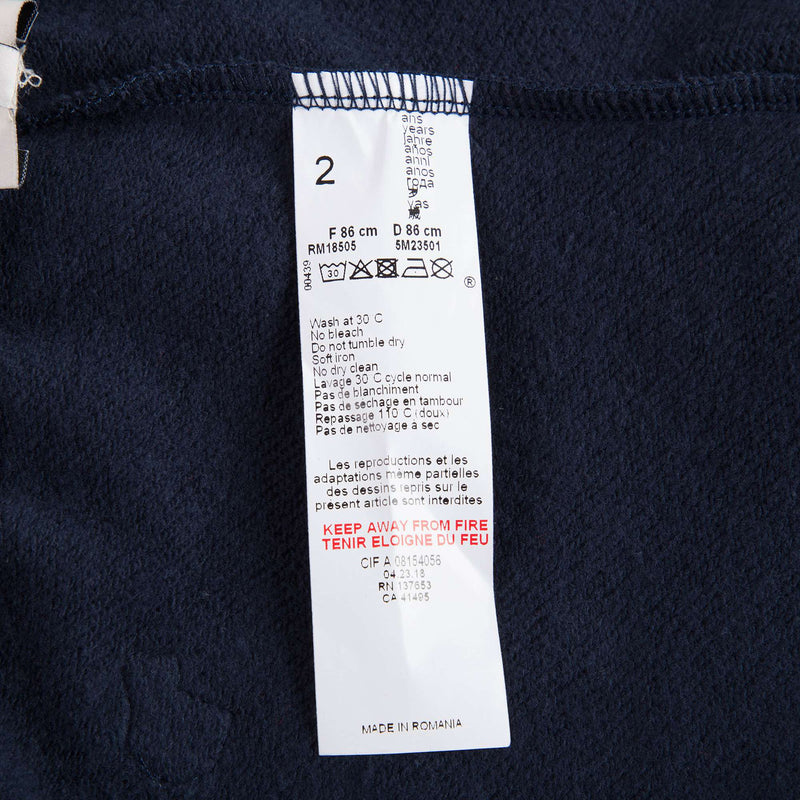 ans
years
jahre
años
anni
años
года
yas
2
F 86 cm D 86 cm
RM18505 5M23501
00439
30
®
Wash at 30 C
No bleach
Do not tumble dry
Soft iron
No dry clean
Lavage 30 C cycle normal
Pas de blanchiment
Pas de sechage en tambour
Repassage 110 C (doux)
Pas de nettoyage à sec
Les reproductions et les
adaptations même partielles
des dessins repris sur le
présent article sont interdites
KEEP AWAY FROM FIRE
TENIR ELOIGNE DU FEU
CIF A 08154056
04.23.18
RN 137653
CA 41495
MADE IN ROMANIA